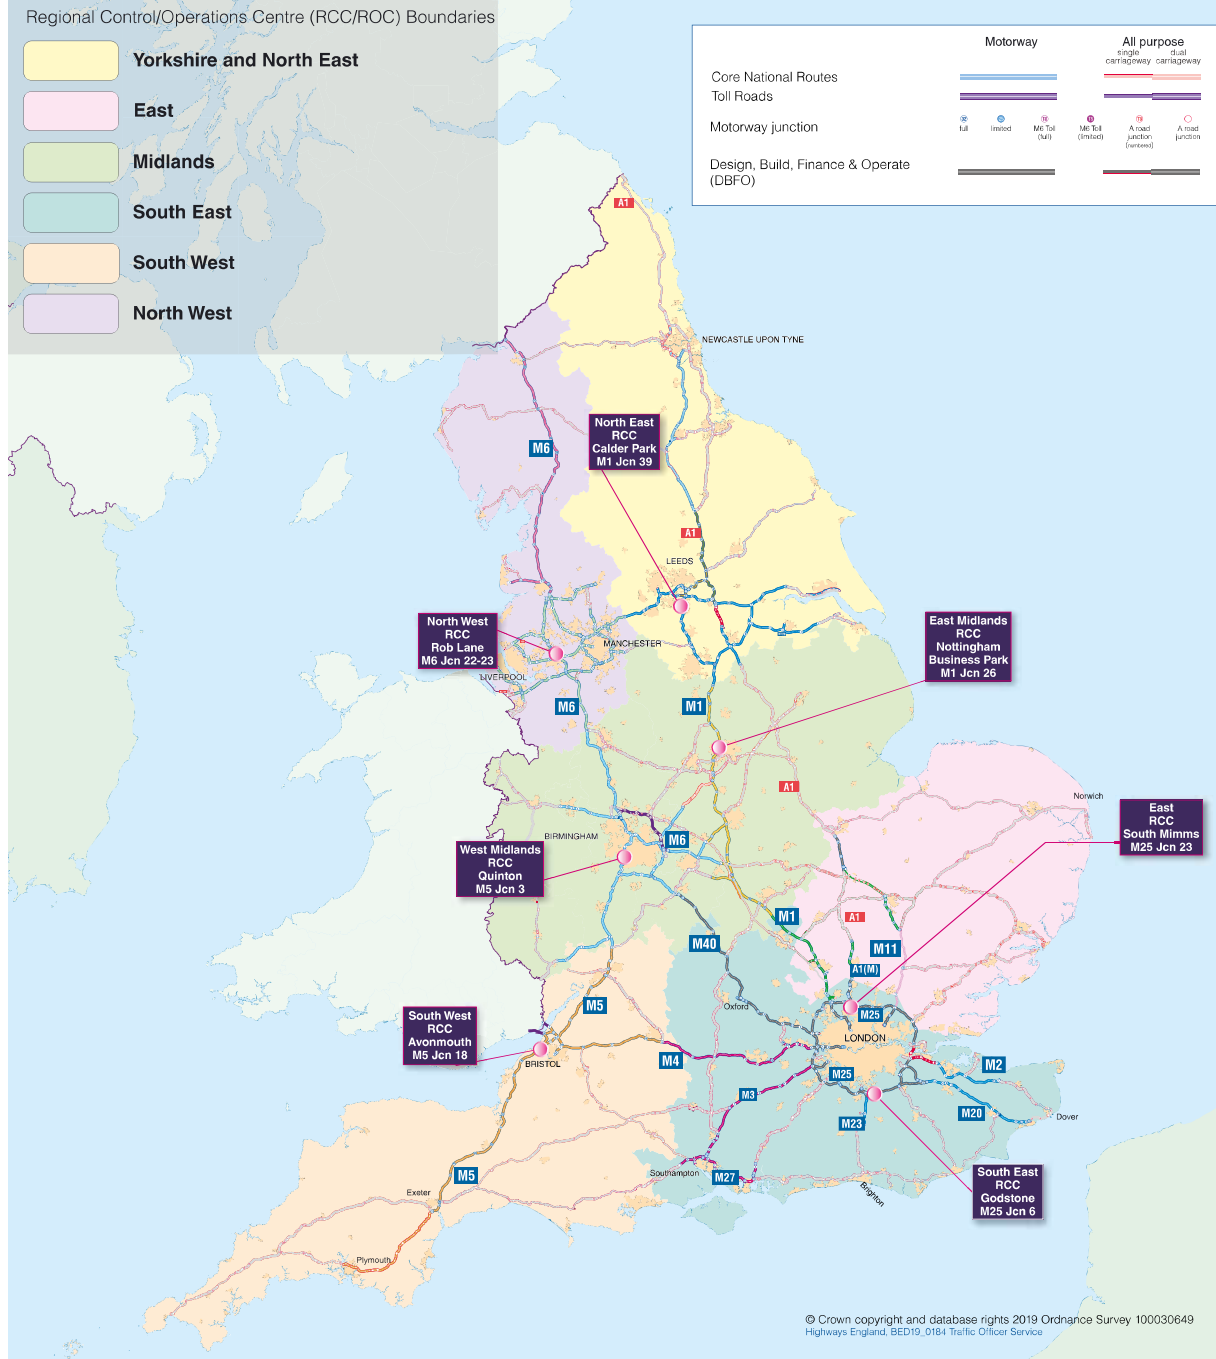 Regional Control/Operations Centre (RCC/ROC) Boundaries
Yorkshire and North East
East
Midlands
South East
South West
North West
Motorway
All purpose
single
carriageway
dual
carriageway
Core National Routes
Toll Roads
Motorway junction
full
limited
M6 Toll
(full)
M6 Toll
(limited)
A road
junction
(numbered)
A road
junction
Design, Build, Finance & Operate
(DBFO)
A1
NEWCASTLE UPON TYNE
North East
RCC
Calder Park
M1 Jcn 39
M6
A1
LEEDS
North West
RCC
Rob Lane
M6 Jcn 22-23
MANCHESTER
LIVERPOOL
East Midlands
RCC
Nottingham
Business Park
M1 Jcn 26
M6
M1
A1
Norwich
East
RCC
South Mimms
M25 Jcn 23
BIRMINGHAM
M6
West Midlands
RCC
Quinton
M5 Jcn 3
M1
A1
M40
M11
A1(M)
M5
Oxford
M25
South West
RCC
Avonmouth
M5 Jcn 18
LONDON
BRISTOL
M4
M25
M2
M3
M20
M23
Dover
Southampton
M27
M5
Exeter
Brighton
South East
RCC
Godstone
M25 Jcn 6
Plymouth
© Crown copyright and database rights 2019 Ordnance Survey 100030649
Highways England, BED19_0184 Traffic Officer Service